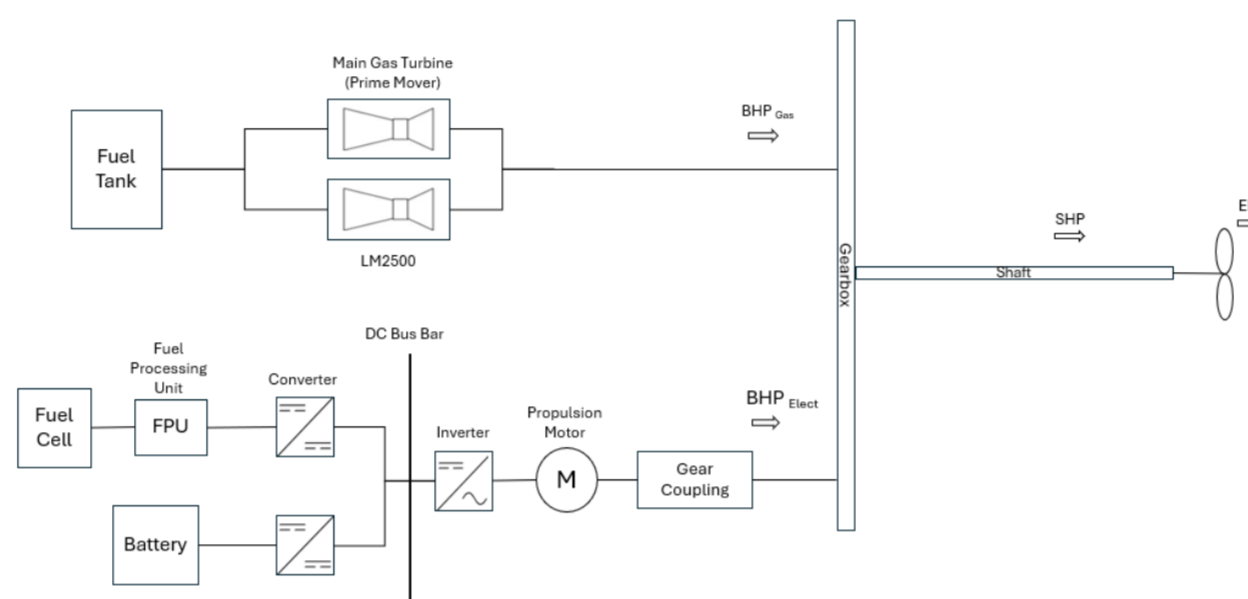 Main Gas Turbine
(Prime Mover)
Fuel
Tank
LM2500
BHP Gas
Gearbox
SHP
Shaft
DC Bus Bar
Fuel
Processing
Unit
Converter
Fuel
Cell
FPU
Inverter
Propulsion
Motor
M
Gear
Coupling
BHP Elect
Battery